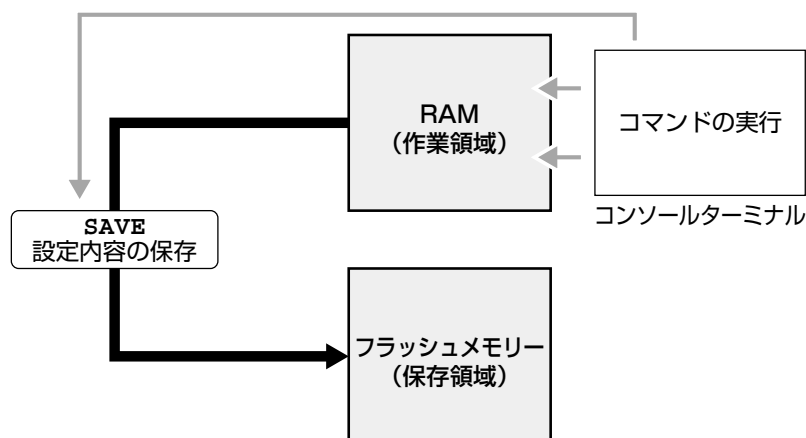 RAM
（作業領域）
コマンドの実行
コンソールターミナル
SAVE
設定内容の保存
フラッシュメモリー
（保存領域）